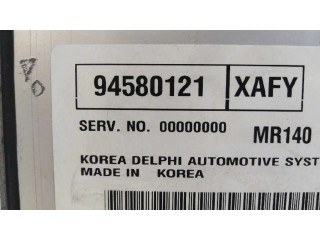 94580121 XAFY
SERV. NO. 00000000 MR140
KOREA DELPHI AUTOMOTIVE SYST
MADE IN KOREA